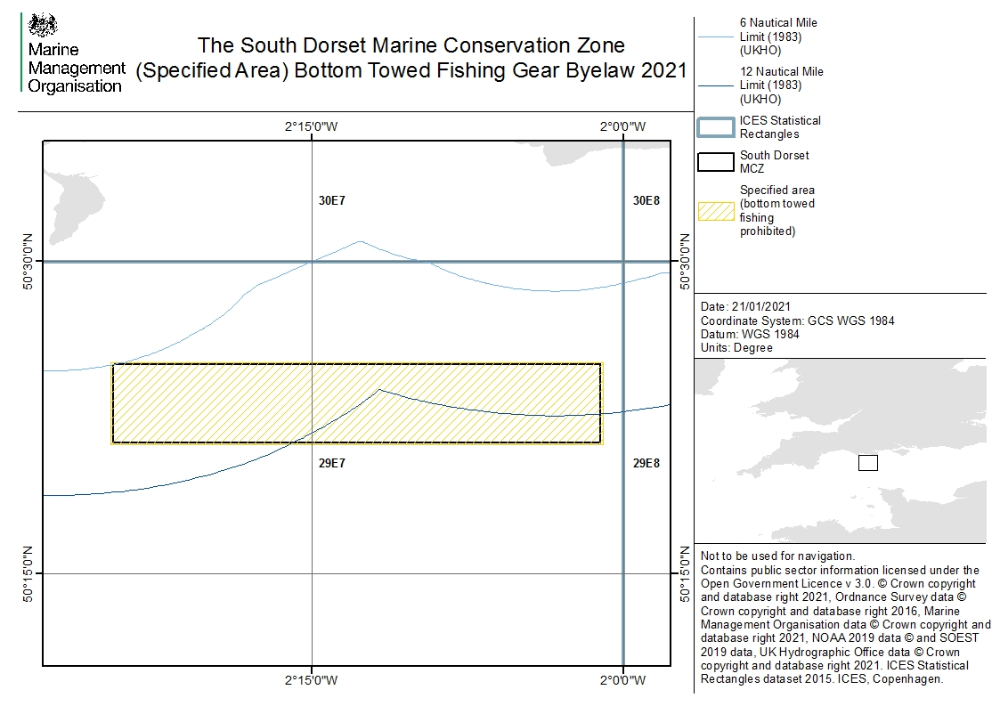 Marine
Management
Organisation
The South Dorset Marine Conservation Zone
(Specified Area) Bottom Towed Fishing Gear Byelaw 2021
2°15'0"W
2°0'0"W
30E7
30E8
50°30'0"N
50°30'0"N
29E7
29E8
50°15'0"N
50°15'0"N
2°15'0"W
2°0'0"W
6 Nautical Mile
Limit (1983)
(UKHO)
12 Nautical Mile
Limit (1983)
(UKHO)
ICES Statistical
Rectangles
South Dorset
MCZ
Specified area
(bottom towed
fishing
prohibited)
Date: 21/01/2021
Coordinate System: GCS WGS 1984
Datum: WGS 1984
Units: Degree
Not to be used for navigation.
Contains public sector information licensed under the
Open Government Licence v 3.0. © Crown copyright
and database right 2021, Ordnance Survey data ©
Crown copyright and database right 2016, Marine
Management Organisation data © Crown copyright and
database right 2021, NOAA 2019 data © and SOEST
2019 data, UK Hydrographic Office data © Crown
copyright and database right 2021. ICES Statistical
Rectangles dataset 2015. ICES, Copenhagen.